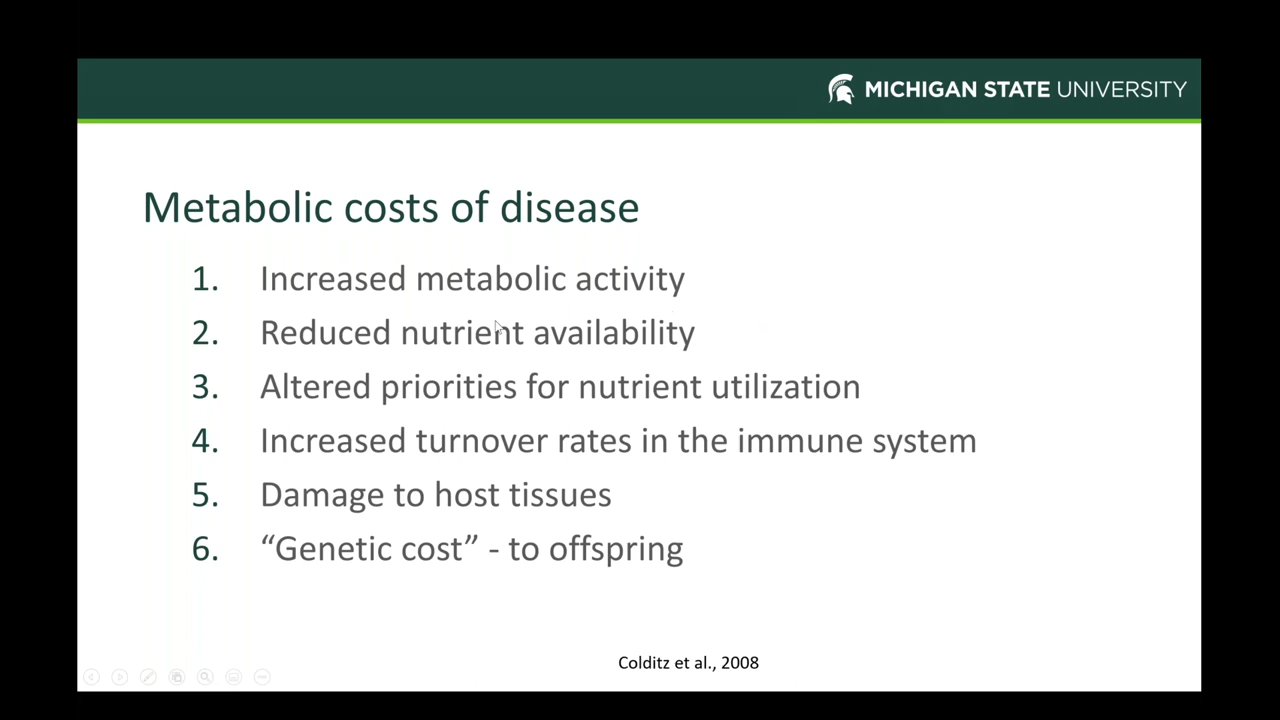 MICHIGAN STATE UNIVERSITY
Metabolic costs of disease
1. Increased metabolic activity
2. Reduced nutrient availability
3. Altered priorities for nutrient utilization
4. Increased turnover rates in the immune system
5. Damage to host tissues
6. “Genetic cost” - to offspring
Colditz et al., 2008